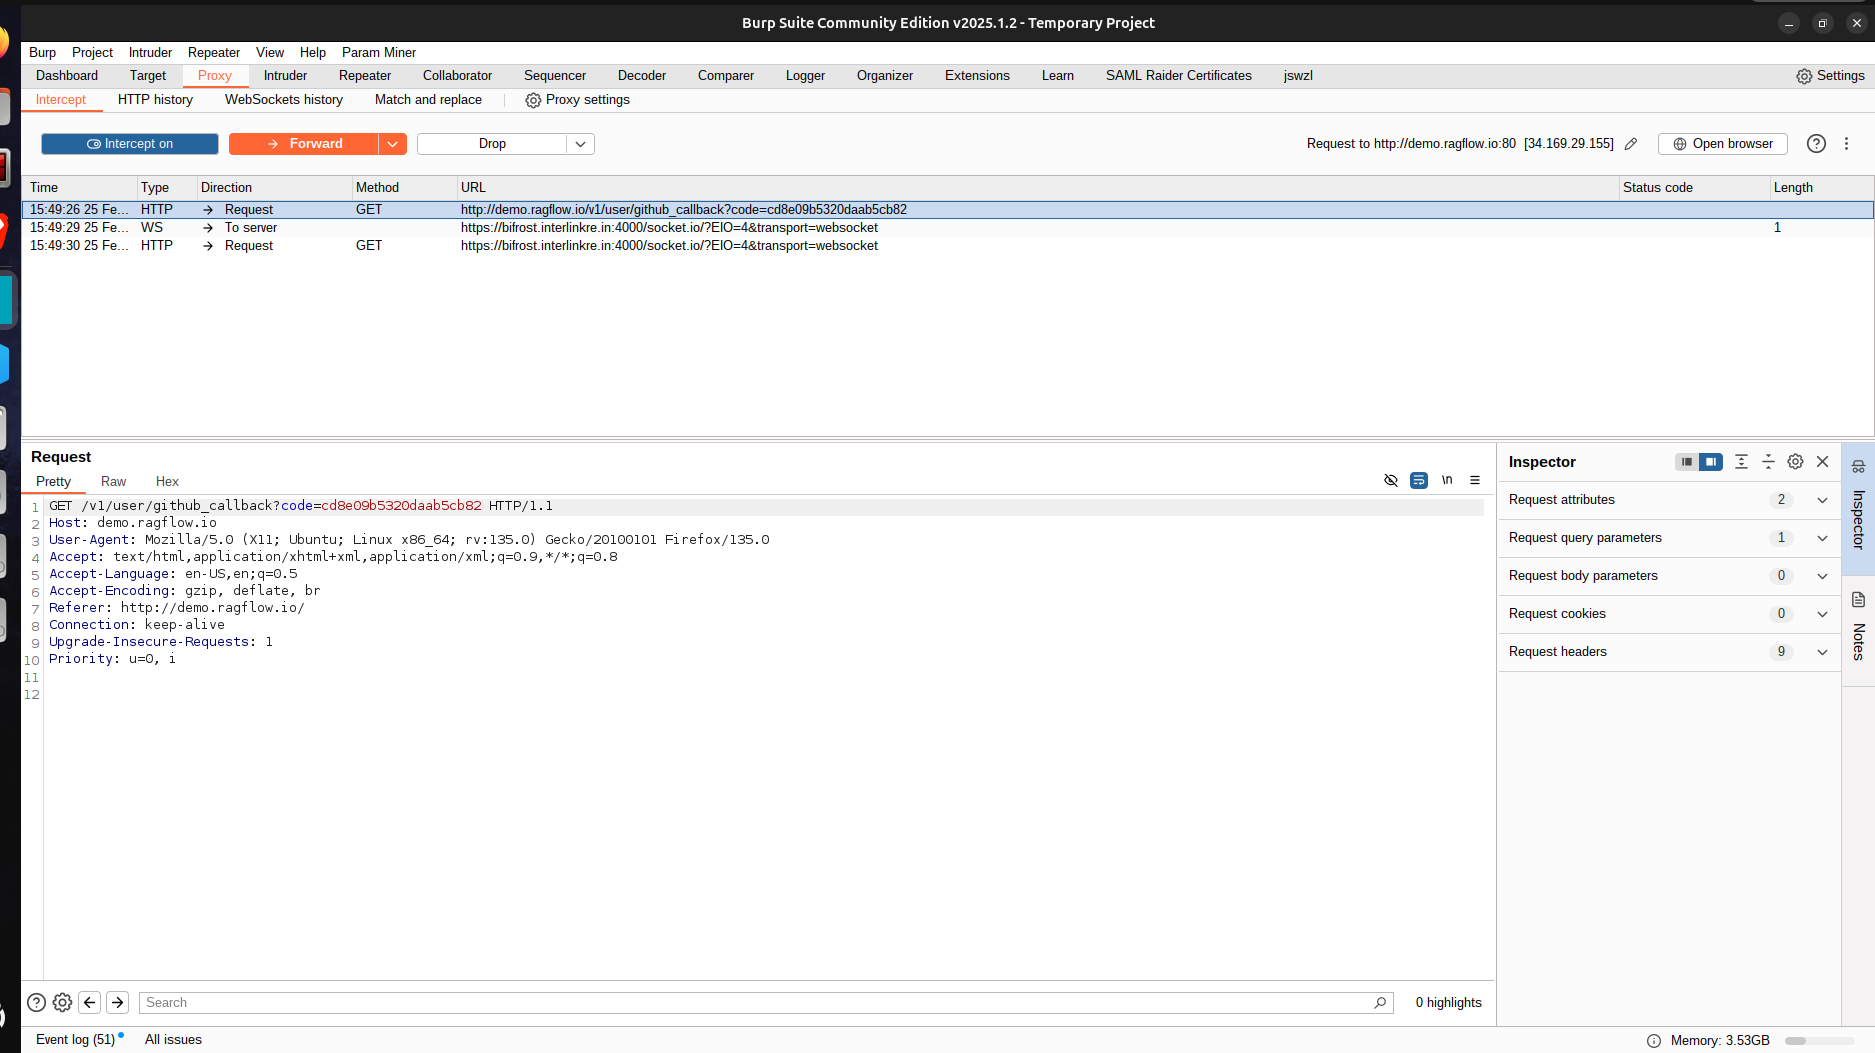 Burp Suite Community Edition v2025.1.2 - Temporary Project
Burp Project Intruder Repeater View Help Param Miner
Dashboard Target Proxy Intruder Repeater Collaborator Sequencer Decoder Comparer Logger Organizer Extensions Learn SAML Raider Certificates jswzl Settings
Intercept HTTP history WebSockets history Match and replace Proxy settings
Intercept on Forward Drop Request to http://demo.ragflow.io:80 [34.169.29.155] Open browser
Time Type Direction Method URL Status code Length
15:49:26 25 Fe... HTTP → Request GET http://demo.ragflow.io/v1/user/github_callback?code=cd8e09b5320daab5cb82
15:49:29 25 Fe... WS → To server https://bifrost.interlinkre.in:4000/socket.io/?EIO=4&transport=websocket 1
15:49:30 25 Fe... HTTP → Request GET https://bifrost.interlinkre.in:4000/socket.io/?EIO=4&transport=websocket
Request
Pretty Raw Hex \n
1 GET /v1/user/github_callback?code=cd8e09b5320daab5cb82 HTTP/1.1
2 Host: demo.ragflow.io
3 User-Agent: Mozilla/5.0 (X11; Ubuntu; Linux x86_64; rv:135.0) Gecko/20100101 Firefox/135.0
4 Accept: text/html,application/xhtml+xml,application/xml;q=0.9,*/*;q=0.8
5 Accept-Language: en-US,en;q=0.5
6 Accept-Encoding: gzip, deflate, br
7 Referer: http://demo.ragflow.io/
8 Connection: keep-alive
9 Upgrade-Insecure-Requests: 1
10 Priority: u=0, i
11
12
Inspector
Request attributes 2
Request query parameters 1
Request body parameters 0
Request cookies 0
Request headers 9
Inspector
Notes
Search 0 highlights
Event log (51) All issues Memory: 3.53GB